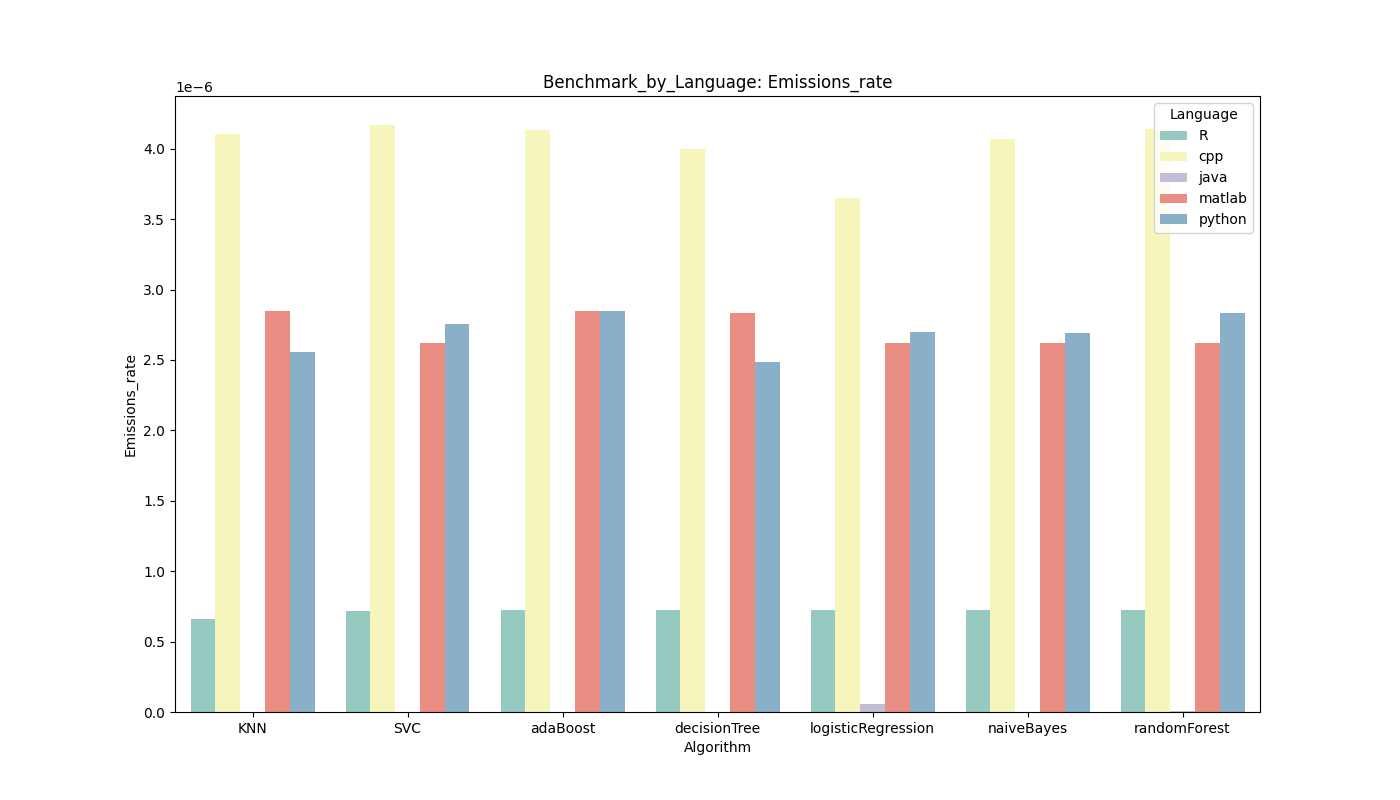 Benchmark_by_Language: Emissions_rate
1e−6
Language
R
cpp
java
matlab
python
4.0
3.5
3.0
2.5
2.0
1.5
1.0
0.5
0.0
Emissions_rate
KNN SVC adaBoost decisionTree logisticRegression naiveBayes randomForest
Algorithm